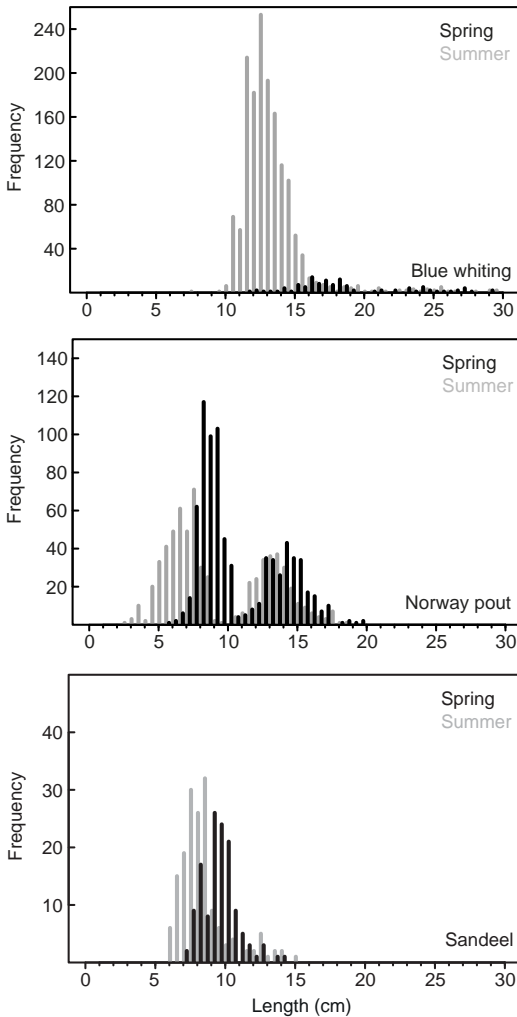 240
200
160
120
80
40
Frequency
Spring
Summer
Blue whiting
0 5 10 15 20 25 30
140
120
100
80
60
40
20
Frequency
Spring
Summer
Norway pout
0 5 10 15 20 25 30
40
30
20
10
Frequency
Spring
Summer
Sandeel
0 5 10 15 20 25 30
Length (cm)